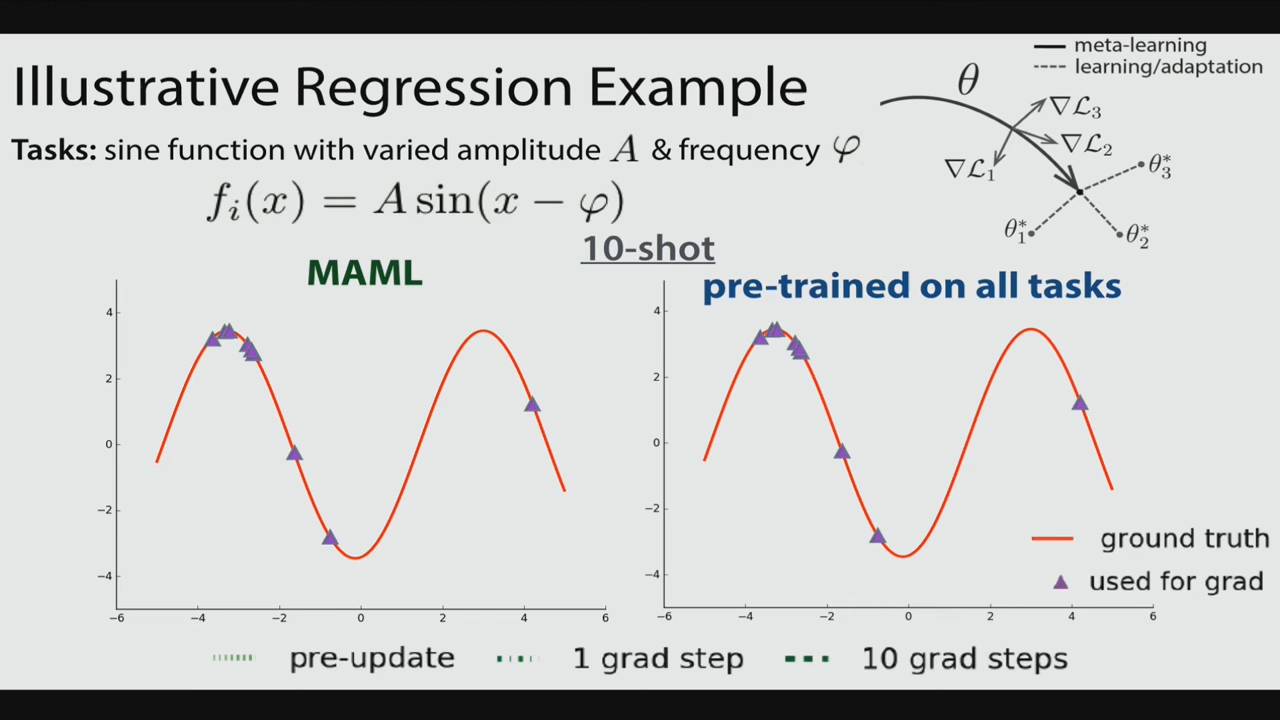 Illustrative Regression Example
Tasks: sine function with varied amplitude A & frequency φ
f_i(x) = A sin(x − φ)
meta-learning
learning/adaptation
θ
∇ℒ₃
∇ℒ₂
∇ℒ₁
θ₃*
θ₁*
θ₂*
10-shot
MAML
pre-trained on all tasks
4
2
0
−2
−4
−6 −4 −2 0 2 4 6
4
2
0
−2
−4
−6 −4 −2 0 2 4 6
ground truth
used for grad
pre-update 1 grad step 10 grad steps